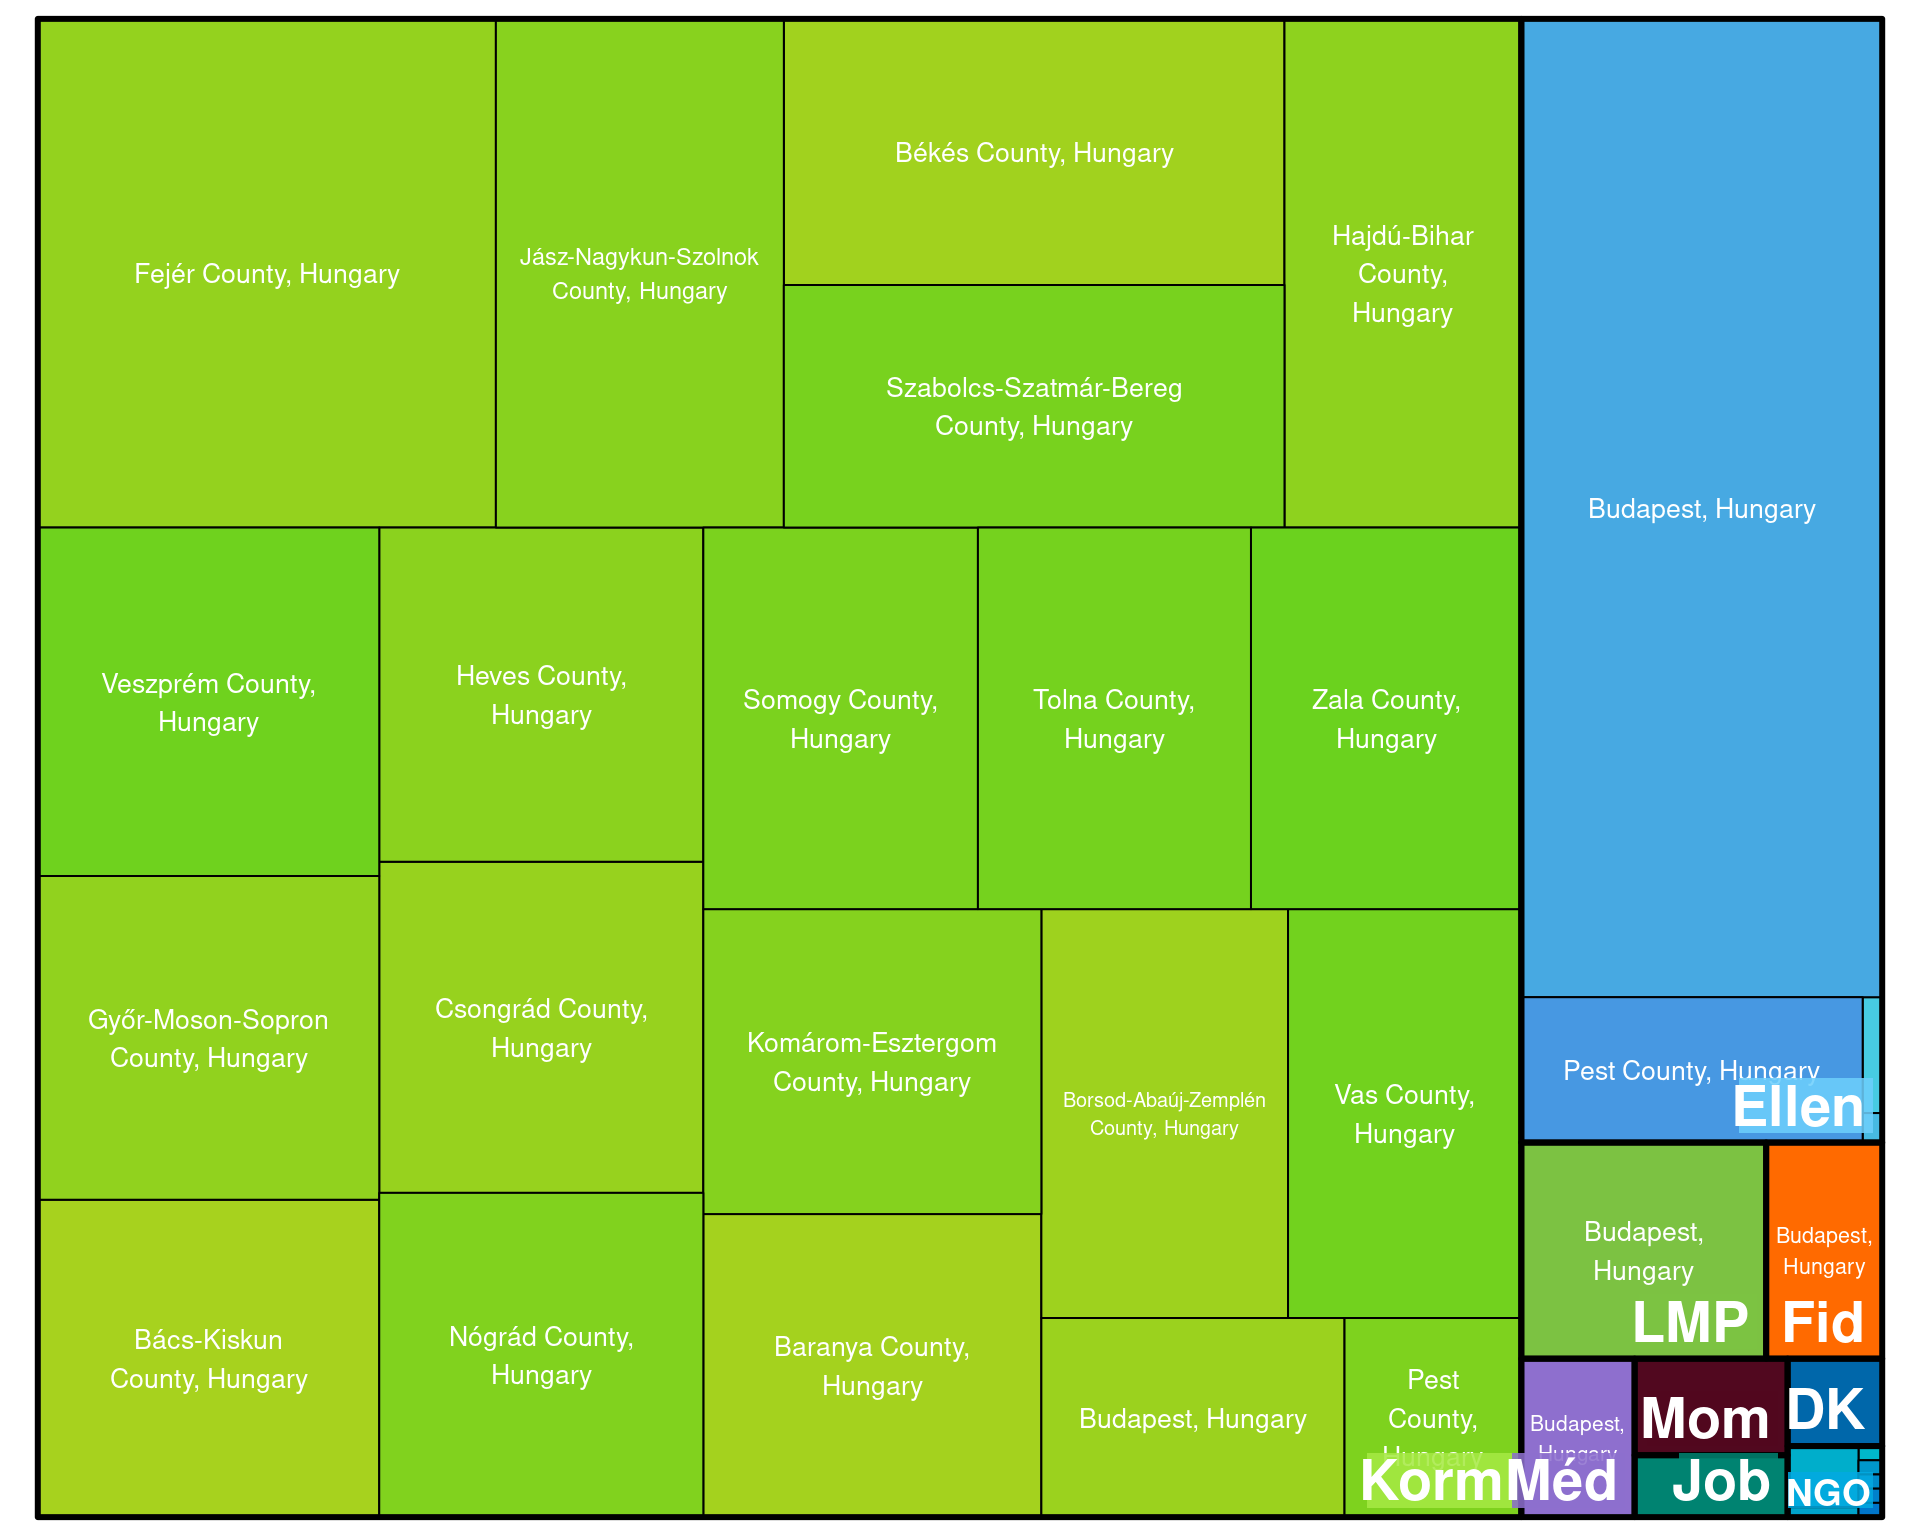 Fejér County, Hungary
Jász-Nagykun-Szolnok
County, Hungary
Békés County, Hungary
Szabolcs-Szatmár-Bereg
County, Hungary
Hajdú-Bihar
County,
Hungary
Veszprém County,
Hungary
Heves County,
Hungary
Somogy County,
Hungary
Tolna County,
Hungary
Zala County,
Hungary
Győr-Moson-Sopron
County, Hungary
Csongrád County,
Hungary
Komárom-Esztergom
County, Hungary
Borsod-Abaúj-Zemplén
County, Hungary
Vas County,
Hungary
Bács-Kiskun
County, Hungary
Nógrád County,
Hungary
Baranya County,
Hungary
Budapest, Hungary
Pest
County,
Hungary
Korm
Budapest, Hungary
Pest County, Hungary
Ellen
Budapest,
Hungary
LMP
Budapest,
Hungary
Fid
Budapest,
Hungary
Méd
Mom
Job
DK
NGO